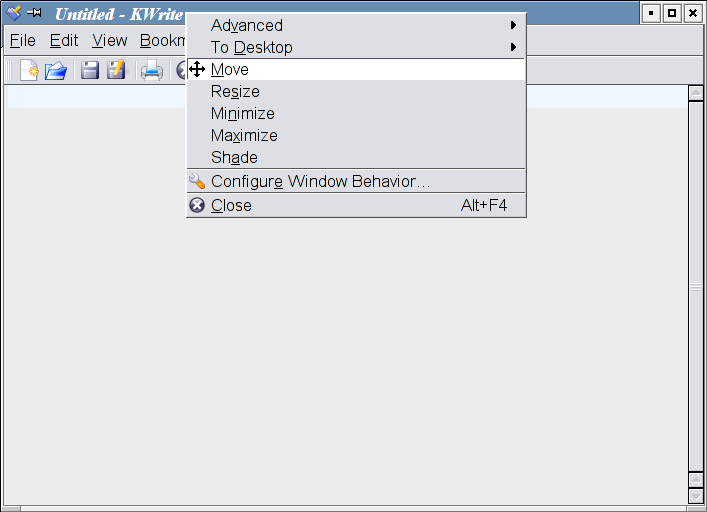 Untitled - KWrite
File Edit View Bookm
Advanced
To Desktop
Move
Resize
Minimize
Maximize
Shade
Configure Window Behavior...
Close Alt+F4